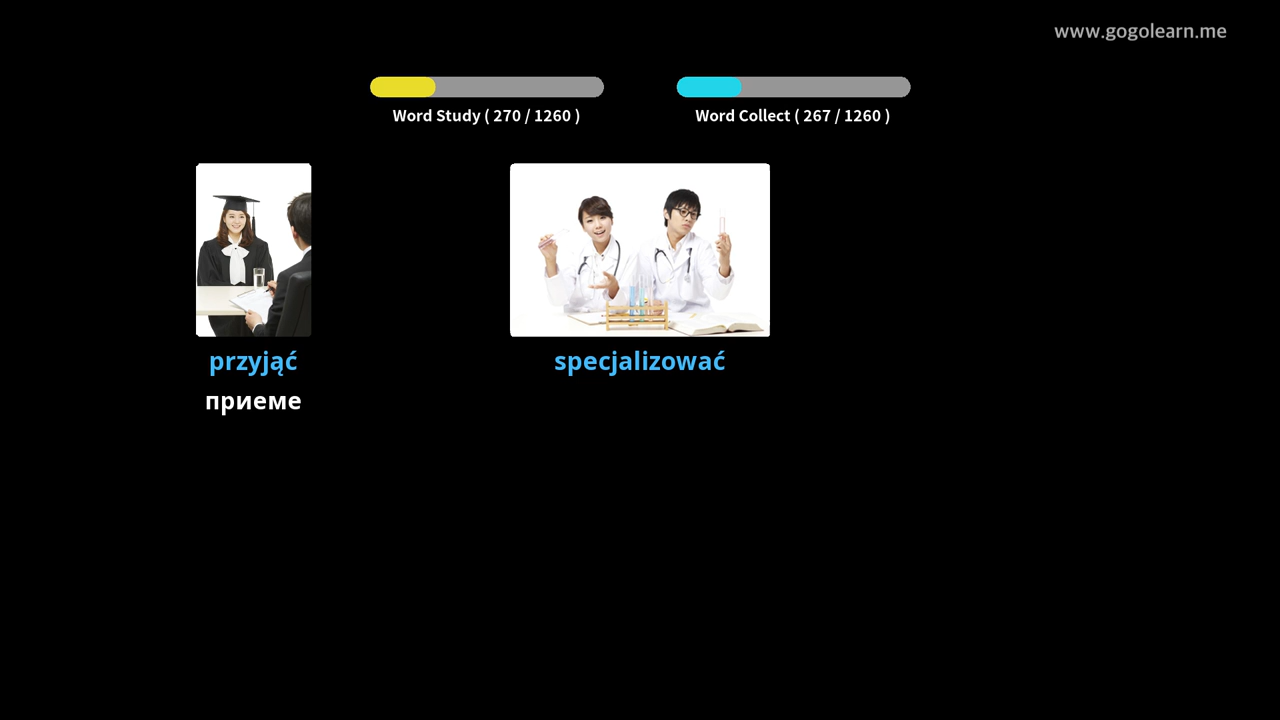 www.gogolearn.me
Word Study ( 270 / 1260 )
Word Collect ( 267 / 1260 )
przyjąć
specjalizować
приеме